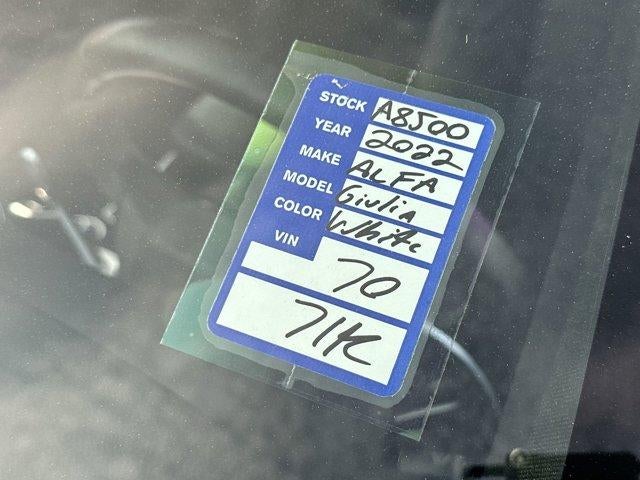 STOCK A8500
YEAR 2022
MAKE ALFA
MODEL Giulia
COLOR White
VIN
70
71K